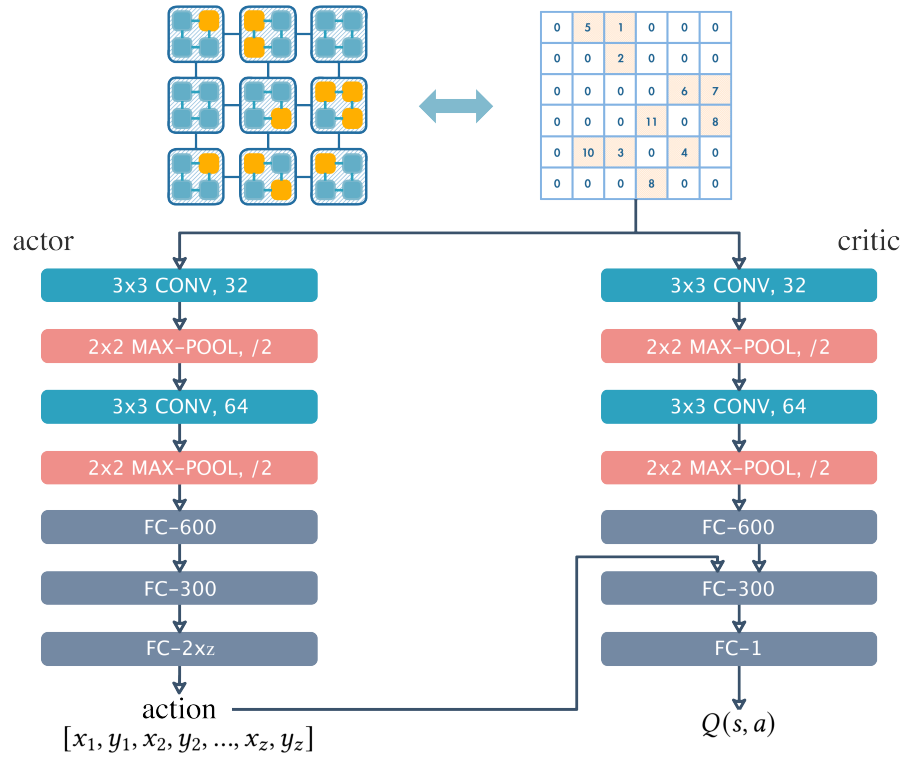 0 5 1 0 0 0
0 0 2 0 0 0
0 0 0 0 6 7
0 0 0 11 0 8
0 10 3 0 4 0
0 0 0 8 0 0
actor
critic
3x3 CONV, 32
3x3 CONV, 32
2x2 MAX-POOL, /2
2x2 MAX-POOL, /2
3x3 CONV, 64
3x3 CONV, 64
2x2 MAX-POOL, /2
2x2 MAX-POOL, /2
FC-600
FC-600
FC-300
FC-300
FC-2xz
FC-1
action
[x₁, y₁, x₂, y₂, ..., x_z, y_z]
Q(s, a)